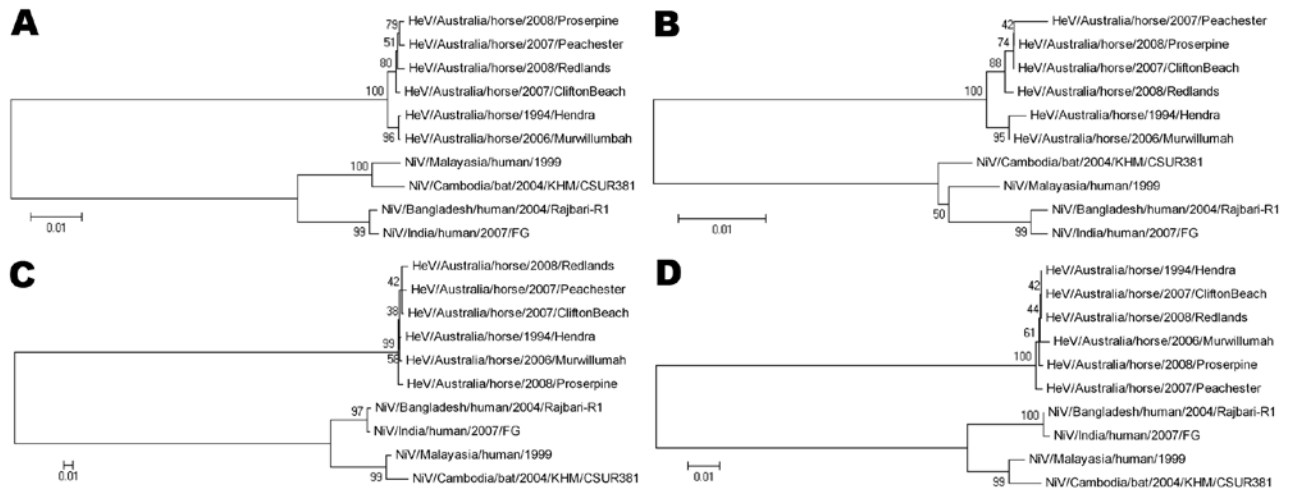 A
79
HeV/Australia/horse/2008/Proserpine
51
HeV/Australia/horse/2007/Peachester
80
HeV/Australia/horse/2008/Redlands
100
HeV/Australia/horse/2007/CliftonBeach
HeV/Australia/horse/1994/Hendra
96
HeV/Australia/horse/2006/Murwillumbah
100
NiV/Malayasia/human/1999
NiV/Cambodia/bat/2004/KHM/CSUR381
NiV/Bangladesh/human/2004/Rajbari-R1
99
NiV/India/human/2007/FG
0.01
B
42
HeV/Australia/horse/2007/Peachester
74
HeV/Australia/horse/2008/Proserpine
88
HeV/Australia/horse/2007/CliftonBeach
100
HeV/Australia/horse/2008/Redlands
HeV/Australia/horse/1994/Hendra
95
HeV/Australia/horse/2006/Murwillumah
NiV/Cambodia/bat/2004/KHM/CSUR381
NiV/Malayasia/human/1999
50
NiV/Bangladesh/human/2004/Rajbari-R1
99
NiV/India/human/2007/FG
0.01
C
HeV/Australia/horse/2008/Redlands
42
HeV/Australia/horse/2007/Peachester
38
HeV/Australia/horse/2007/CliftonBeach
99
HeV/Australia/horse/1994/Hendra
58
HeV/Australia/horse/2006/Murwillumah
HeV/Australia/horse/2008/Proserpine
97
NiV/Bangladesh/human/2004/Rajbari-R1
NiV/India/human/2007/FG
NiV/Malayasia/human/1999
99
NiV/Cambodia/bat/2004/KHM/CSUR381
0.01
D
HeV/Australia/horse/1994/Hendra
42
HeV/Australia/horse/2007/CliftonBeach
44
HeV/Australia/horse/2008/Redlands
61
HeV/Australia/horse/2006/Murwillumah
100
HeV/Australia/horse/2008/Proserpine
HeV/Australia/horse/2007/Peachester
100
NiV/Bangladesh/human/2004/Rajbari-R1
NiV/India/human/2007/FG
NiV/Malayasia/human/1999
99
NiV/Cambodia/bat/2004/KHM/CSUR381
0.01